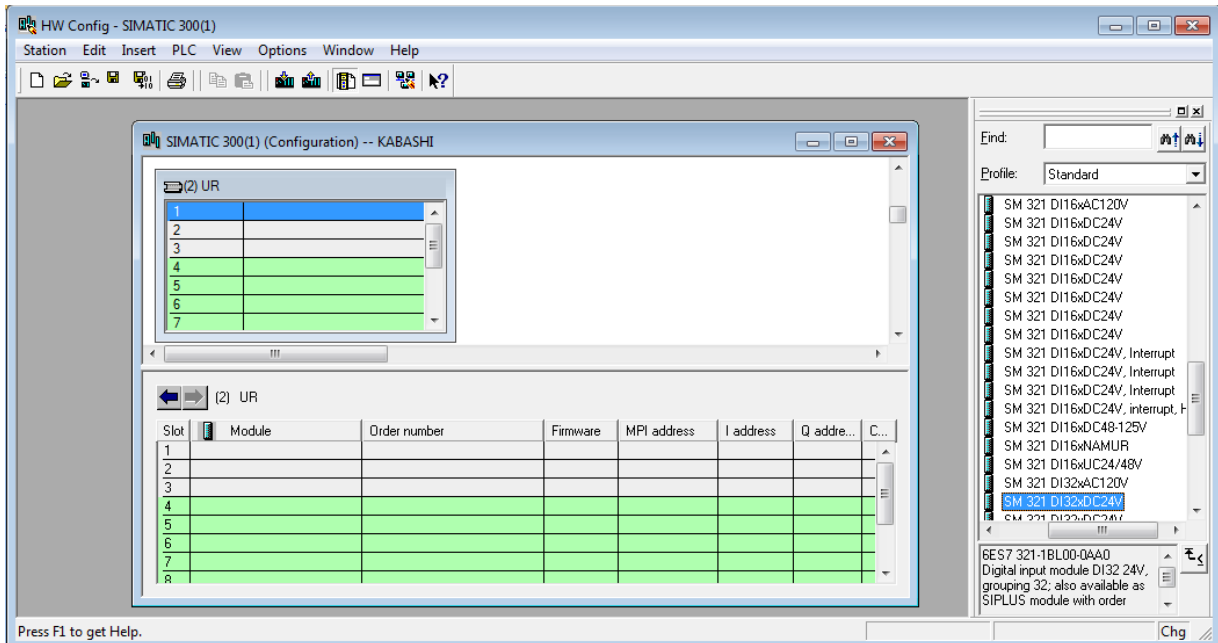 HW Config - SIMATIC 300(1)
Station Edit Insert PLC View Options Window Help
SIMATIC 300(1) (Configuration) -- KABASHI
(2) UR
1
2
3
4
5
6
7
(2) UR
Slot Module Order number Firmware MPI address I address Q addre... C...
1
2
3
4
5
6
7
8
Find:
Profile: Standard
SM 321 DI16xAC120V
SM 321 DI16xDC24V
SM 321 DI16xDC24V
SM 321 DI16xDC24V
SM 321 DI16xDC24V
SM 321 DI16xDC24V
SM 321 DI16xDC24V
SM 321 DI16xDC24V
SM 321 DI16xDC24V, Interrupt
SM 321 DI16xDC24V, Interrupt
SM 321 DI16xDC24V, Interrupt
SM 321 DI16xDC24V, interrupt, H
SM 321 DI16xDC48-125V
SM 321 DI16xNAMUR
SM 321 DI16xUC24/48V
SM 321 DI32xAC120V
SM 321 DI32xDC24V
SM 321 DI32xDC24V
6ES7 321-1BL00-0AA0
Digital input module DI32 24V,
grouping 32; also available as
SIPLUS module with order
Press F1 to get Help.
Chg